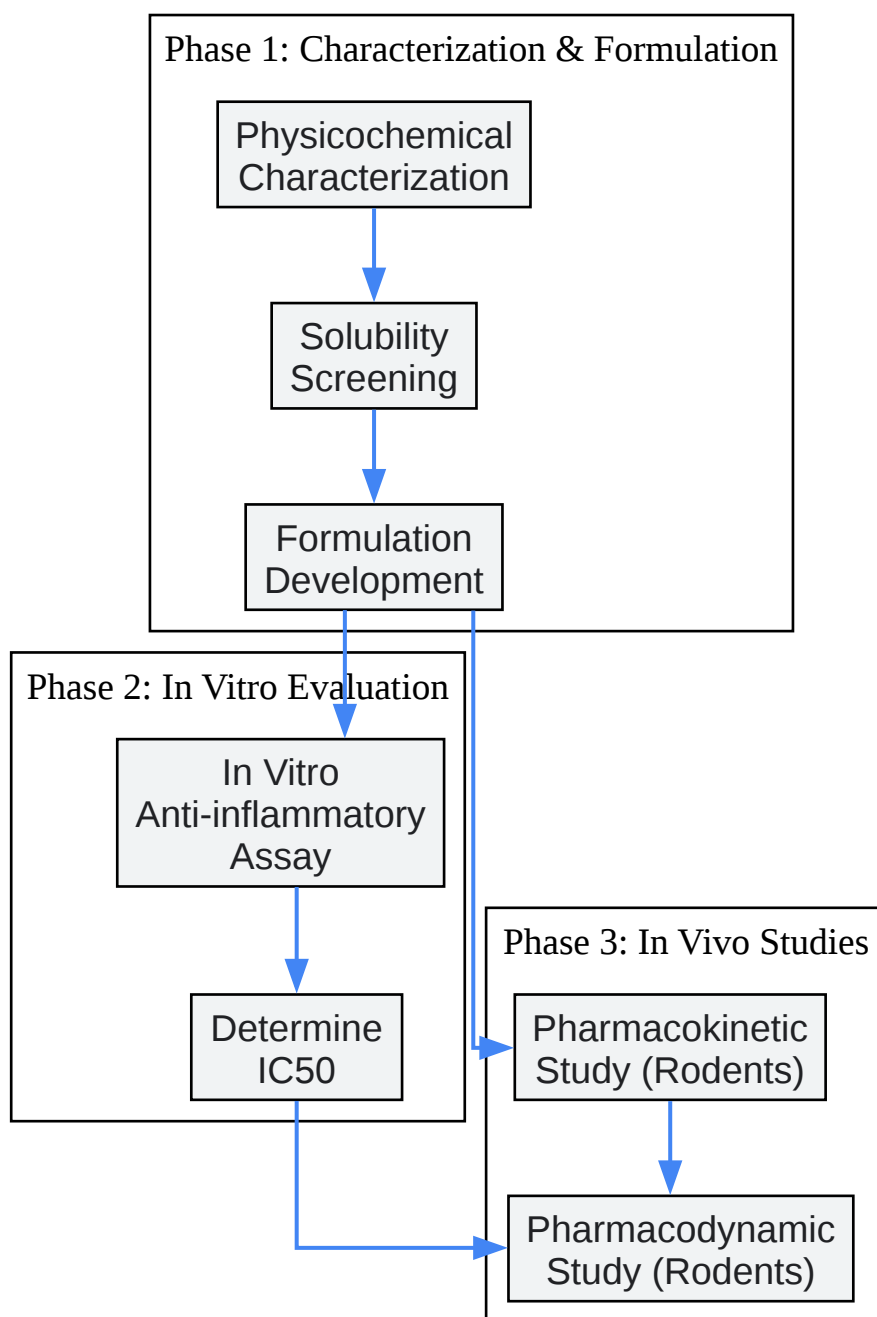 Phase 1: Characterization & Formulation
Physicochemical
Characterization
Solubility
Screening
Formulation
Development
Phase 2: In Vitro Evaluation
In Vitro
Anti-inflammatory
Assay
Determine
IC50
Phase 3: In Vivo Studies
Pharmacokinetic
Study (Rodents)
Pharmacodynamic
Study (Rodents)